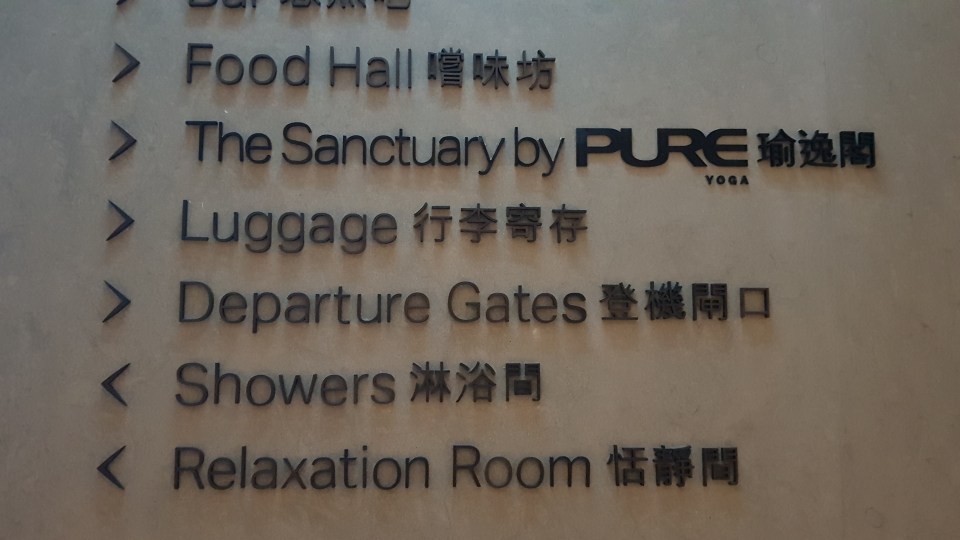 > Food Hall 嚐味坊
> The Sanctuary by PURE YOGA 瑜逸閣
> Luggage 行李寄存
> Departure Gates 登機閘口
< Showers 淋浴間
< Relaxation Room 恬靜間